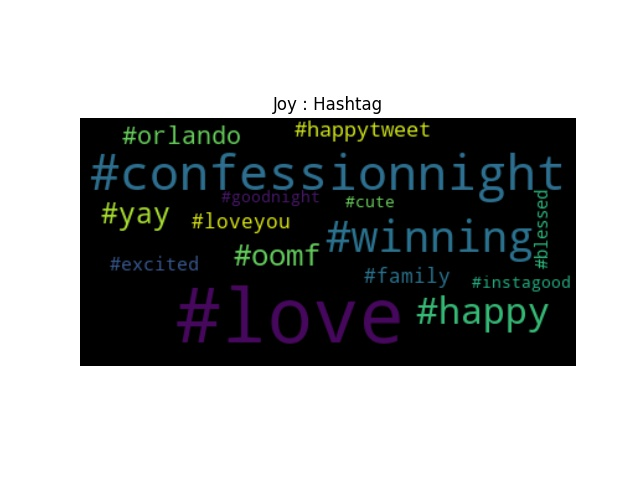 Joy : Hashtag
#orlando
#happytweet
#confessionnight
#goodnight
#cute
#yay
#loveyou
#winning
#blessed
#oomf
#excited
#family
#instagood
#love
#happy